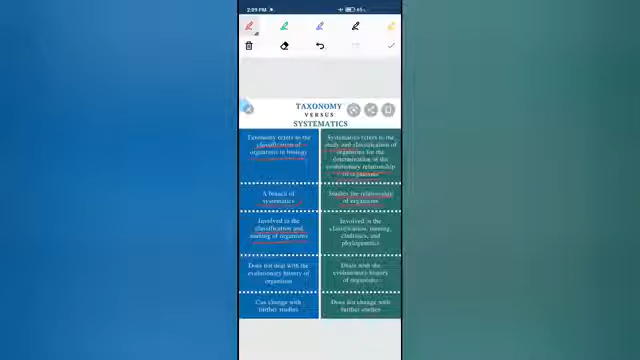 2:09 PM
TAXONOMY
VERSUS
SYSTEMATICS
Taxonomy refers to the
classification of
organisms in biology
Systematics refers to the
study and classification of
organisms for the
determination of the
evolutionary relationship
of organisms
A branch of
systematics
Studies the relationship
of organisms
Involved in the
classification and
naming of organisms
Involved in the
classification, naming,
cladistics, and
phylogenetics
Does not deal with the
evolutionary history of
organisms
Deals with the
evolutionary history
of organisms
Can change with
further studies
Does not change with
further studies